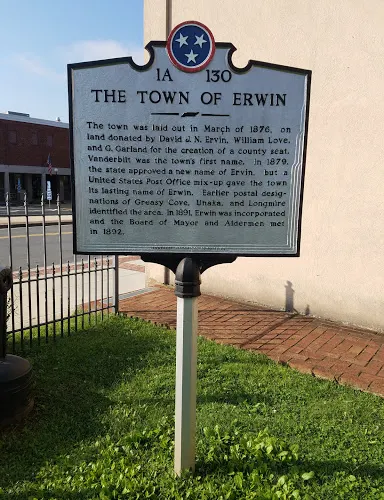 1A 130
THE TOWN OF ERWIN
The town was laid out in March of 1876, on
land donated by David J. N. Ervin, William Love,
and G. Garland for the creation of a county seat.
Vanderbilt was the town's first name. In 1879,
the state approved a new name of Ervin, but a
United States Post Office mix-up gave the town
its lasting name of Erwin. Earlier postal desig-
nations of Greasy Cove, Unaka, and Longmire
identified the area. In 1891, Erwin was incorporated
and the Board of Mayor and Aldermen met
in 1892.